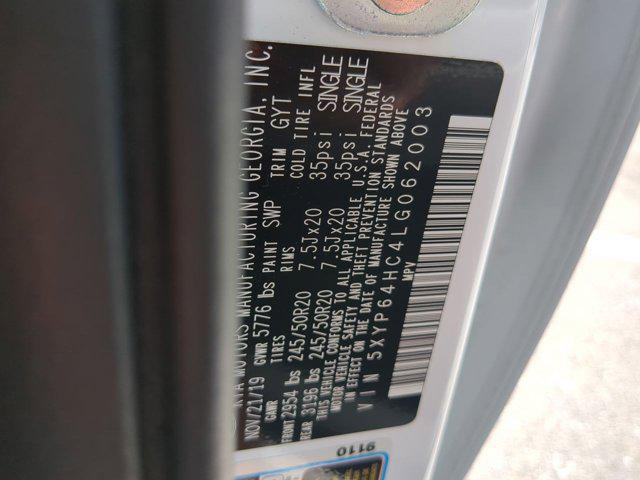 KIA MOTORS MANUFACTURING GEORGIA, INC.
NOV/21/19 GVWR 5776 lbs PAINT SWP TRIM GYT
GAWR TIRES RIMS COLD TIRE INFL
FRONT 2954 lbs 245/50R20 7.5Jx20 35psi SINGLE
REAR 3196 lbs 245/50R20 7.5Jx20 35psi SINGLE
THIS VEHICLE CONFORMS TO ALL APPLICABLE U.S.A. FEDERAL
MOTOR VEHICLE SAFETY AND THEFT PREVENTION STANDARDS
IN EFFECT ON THE DATE OF MANUFACTURE SHOWN ABOVE
VIN 5XYP64HC4LG062003
MPV
9110